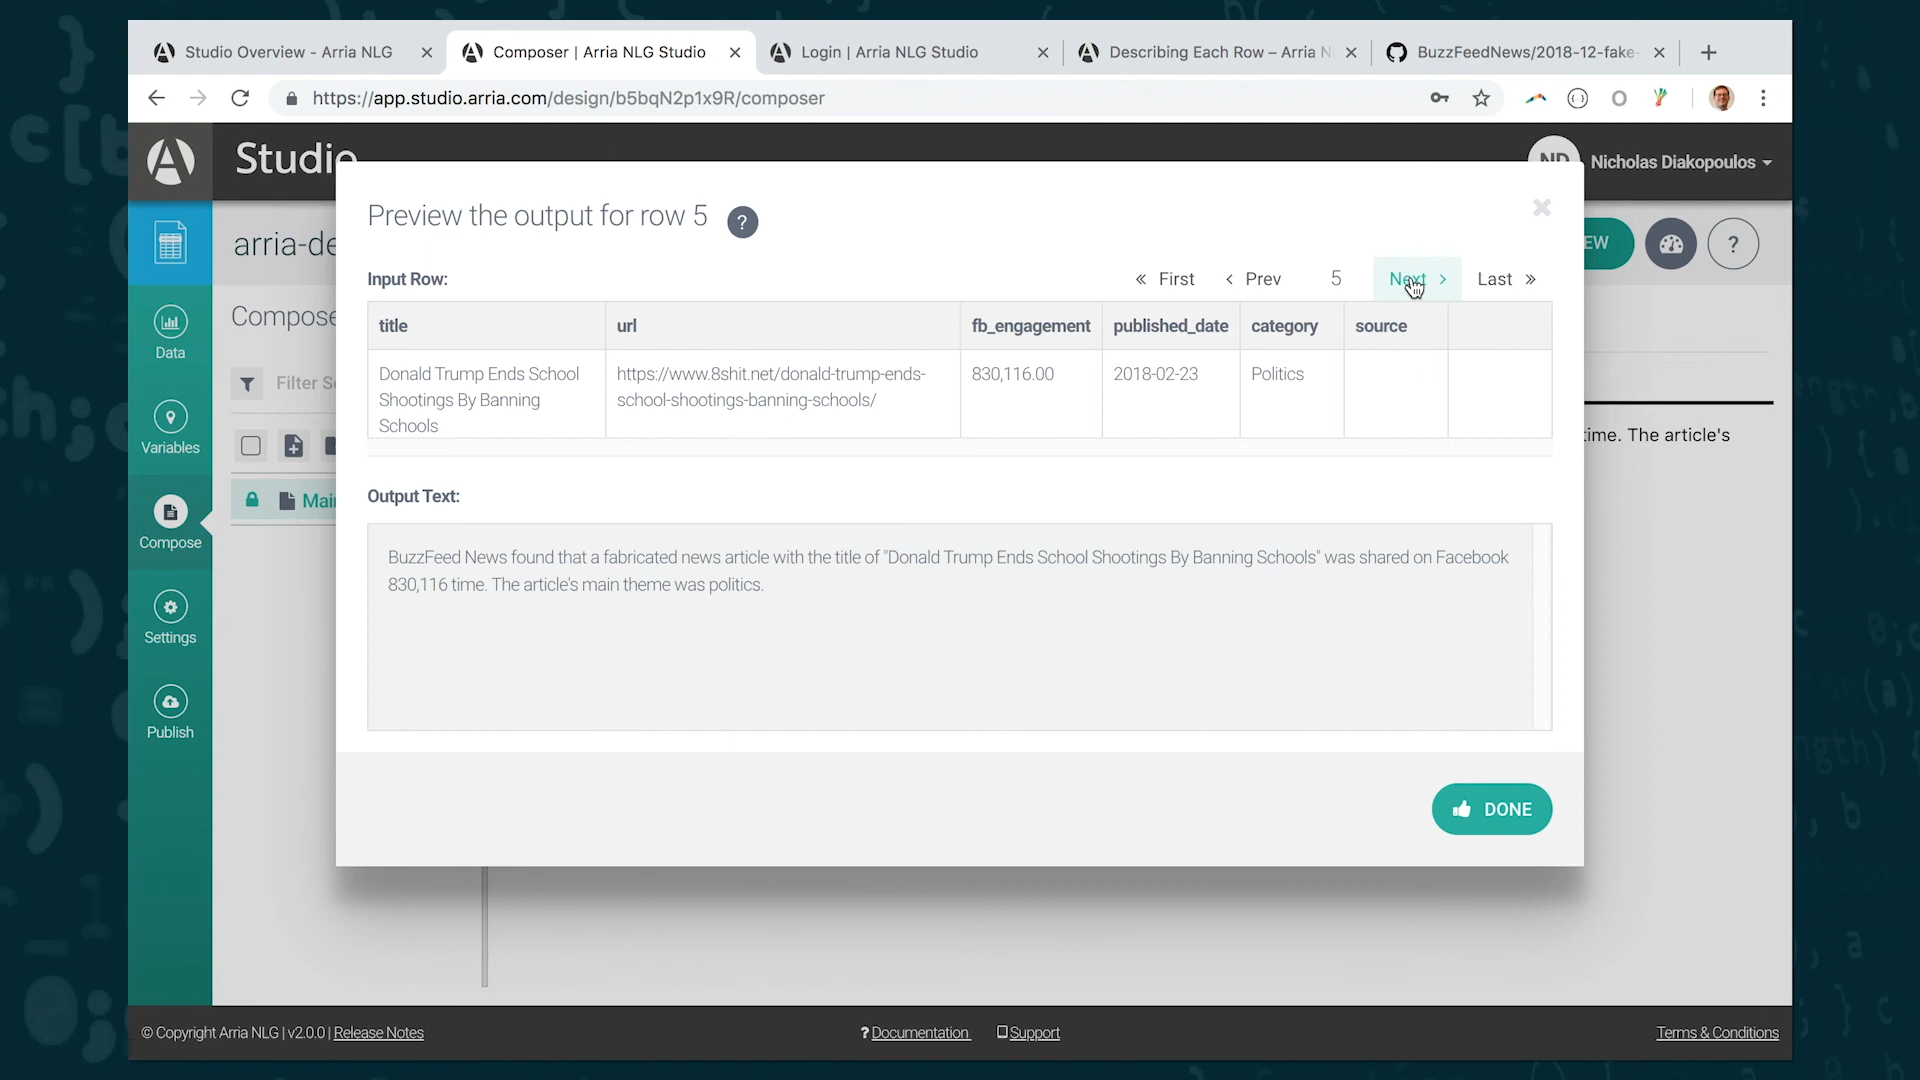 Studio Overview - Arria NLG
Composer | Arria NLG Studio
Login | Arria NLG Studio
Describing Each Row – Arria N
BuzzFeedNews/2018-12-fake-
https://app.studio.arria.com/design/b5bqN2p1x9R/composer
Studio
ND
Nicholas Diakopoulos
arria-de
EW
?
Data
Variables
Compose
Settings
Publish
Compose
Filter S
Main
time. The article's
Preview the output for row 5 ?
Input Row:
« First ‹ Prev 5 Next › Last »
title url fb_engagement published_date category source
Donald Trump Ends School https://www.8shit.net/donald-trump-ends- 830,116.00 2018-02-23 Politics
Shootings By Banning school-shootings-banning-schools/
Schools
Output Text:
BuzzFeed News found that a fabricated news article with the title of "Donald Trump Ends School Shootings By Banning Schools" was shared on Facebook
830,116 time. The article's main theme was politics.
DONE
© Copyright Arria NLG | v2.0.0 | Release Notes
? Documentation
Support
Terms & Conditions